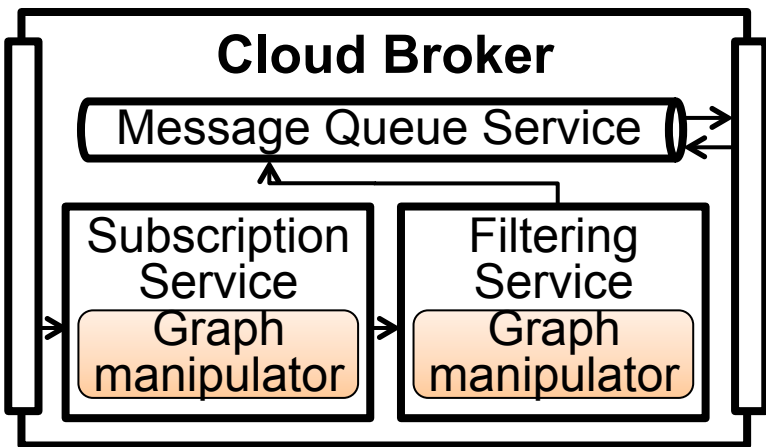 Cloud Broker
Message Queue Service
Subscription
Service
Graph
manipulator
Filtering
Service
Graph
manipulator